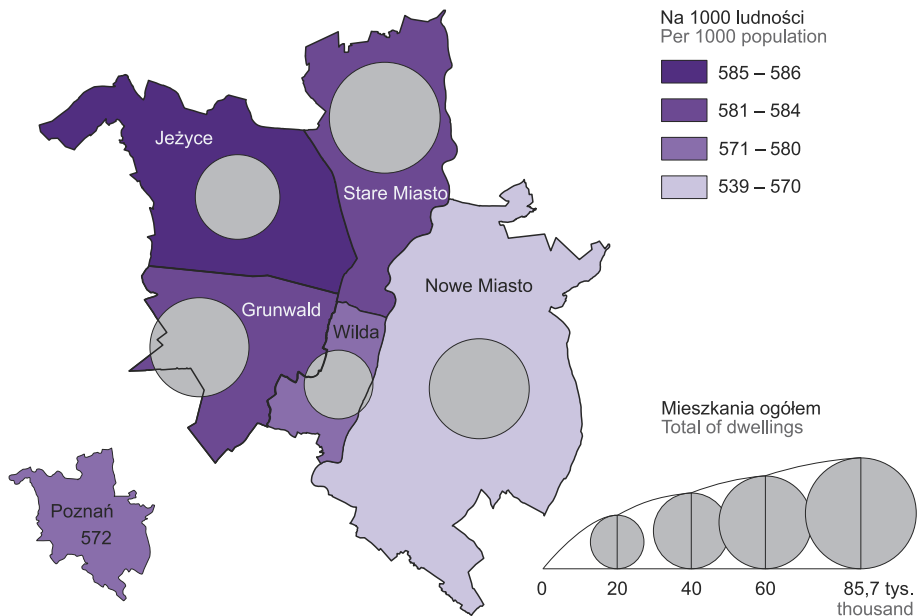 Na 1000 ludności
Per 1000 population
585 – 586
581 – 584
571 – 580
539 – 570
Jeżyce
Stare Miasto
Nowe Miasto
Grunwald
Wilda
Poznań
572
Mieszkania ogółem
Total of dwellings
0 20 40 60 85,7 tys.
thousand